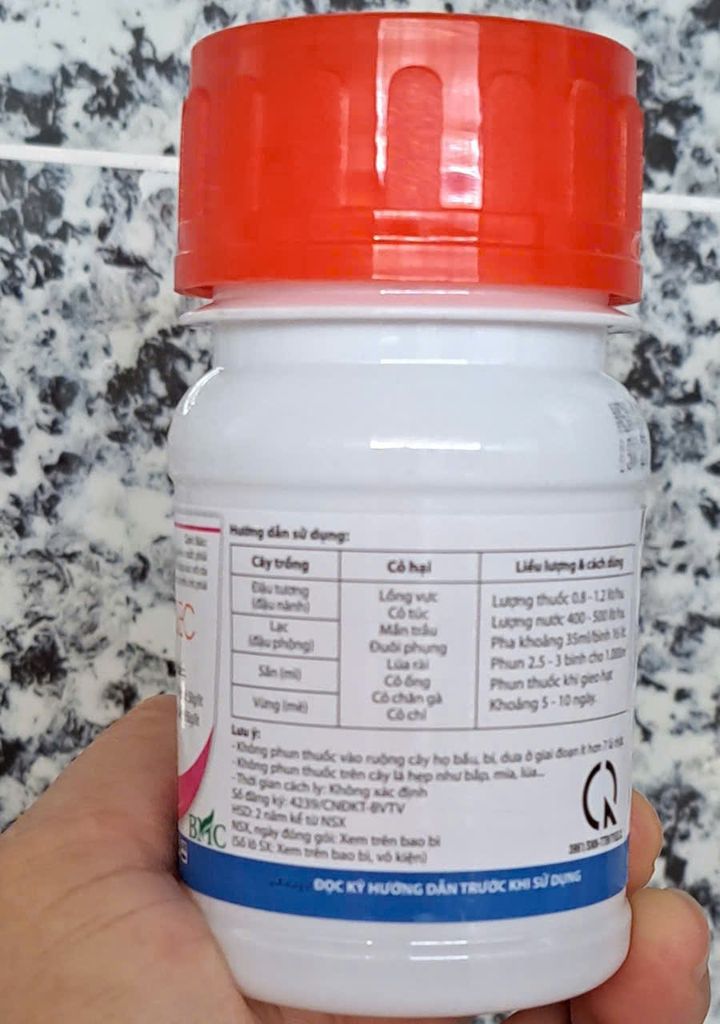 EC
BMC
Hướng dẫn sử dụng:
Cây trồng
Cỏ hại
Liều lượng & cách dùng
Đậu tương
(đậu nành)
Lạc
(đậu phộng)
Sắn (mì)
Vừng (mè)
Lồng vực
Cỏ túc
Mần trầu
Đuôi phụng
Lúa rài
Cỏ ống
Cỏ chân gà
Cỏ chỉ
Lượng thuốc 0.8 - 1.2 lít/ha
Lượng nước 400 - 500 lít/ha
Pha khoảng 35ml/bình 16 lít.
Phun 2.5 - 3 bình cho 1.000m
Phun thuốc khi gieo hạt
Khoảng 5 - 10 ngày.
Lưu ý:
- Không phun thuốc vào ruộng cây họ bầu, bí, dưa ở giai đoạn ít hơn 7 lá thật.
- Không phun thuốc trên cây lá hẹp như bắp, mía, lúa...
- Thời gian cách ly: Không xác định
Số đăng ký: 4239/CNĐKT-BVTV
HSD: 2 năm kể từ NSX
NSX, ngày đóng gói: Xem trên bao bì
(Số lô SX: Xem trên bao bì, vỏ kiện)
ĐỌC KỸ HƯỚNG DẪN TRƯỚC KHI SỬ DỤNG